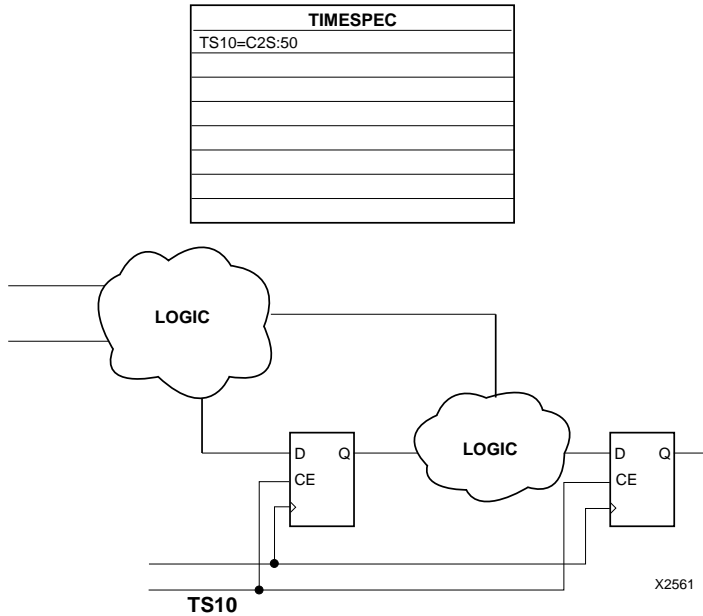 TIMESPEC
TS10=C2S:50
LOGIC
LOGIC
D Q
CE
D Q
CE
TS10
X2561